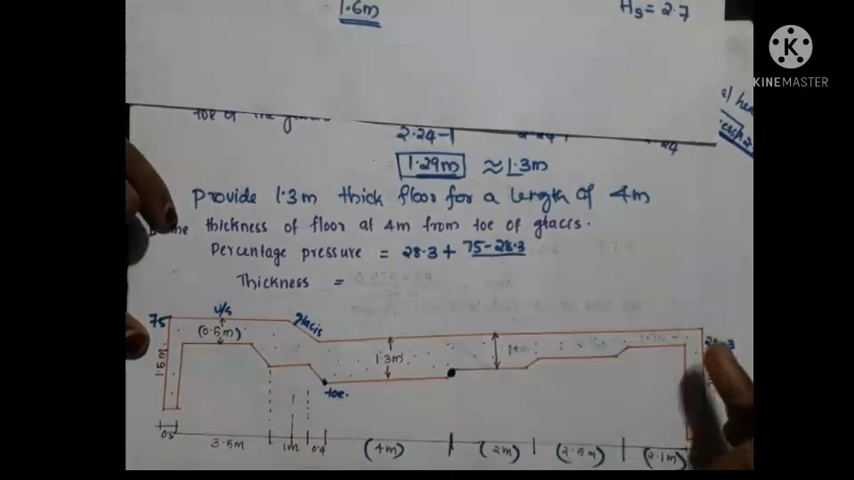 1.6m
Hs = 2.7
KINEMASTER
2.24-1
1.29m ≈ 1.3m
Provide 1.3m thick floor for a length of 4m
thickness of floor at 4m from toe of glacis.
Percentage pressure = 28.3 + 75-28.3
Thickness =
75
u/s
glacis
(0.5m)
1.5m
1.3m
toe.
0.5
3.5m
1m
0.4
(4m)
(2m)
(2.5m)
(2.1m)